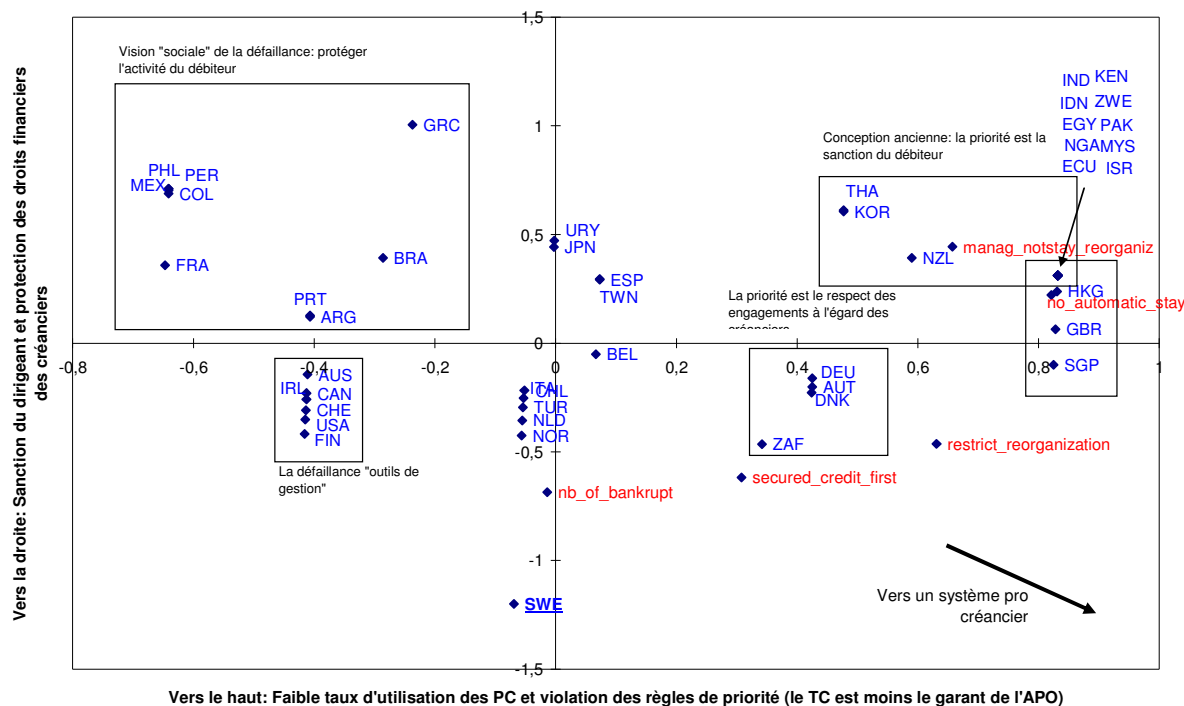 Vision "sociale" de la défaillance: protéger
l'activité du débiteur
1,5
IND KEN
IDN ZWE
EGY PAK
NGA MYS
ECU ISR
GRC
1
Conception ancienne: la priorité est la
sanction du débiteur
PHL PER
MEX COL
THA
KOR
0,5
URY
JPN
manag_notstay_reorganiz
NZL
FRA
BRA
ESP
TWN
PRT
ARG
La priorité est le respect des
engagements à l'égard des
créanciers
HKG
no_automatic_stay
GBR
BEL
0
-0,8 -0,6 -0,4 -0,2 0 0,2 0,4 0,6 0,8 1
SGP
AUS
IRL CAN
CHE
USA
FIN
ITA
CHL
TUR
NLD
NOR
DEU
AUT
DNK
ZAF
restrict_reorganization
La défaillance "outils de
gestion"
-0,5
secured_credit_first
nb_of_bankrupt
-1
Vers un système pro
créancier
SWE
-1,5
Vers la droite: Sanction du dirigeant et protection des droits financiers
des créanciers
Vers le haut: Faible taux d'utilisation des PC et violation des règles de priorité (le TC est moins le garant de l'APO)